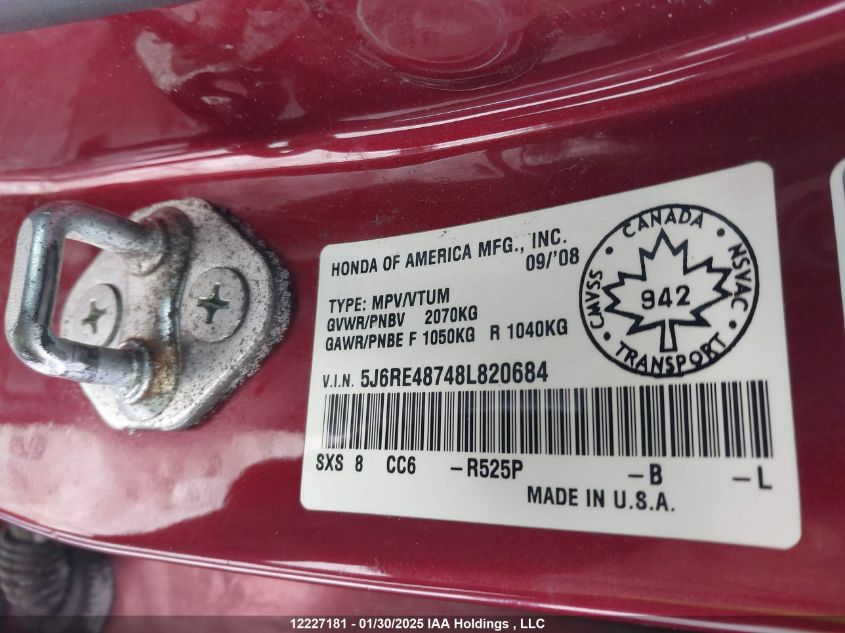 HONDA OF AMERICA MFG., INC.
09/'08
TYPE: MPV/VTUM
GVWR/PNBV 2070KG
GAWR/PNBE F 1050KG R 1040KG
V.I.N. 5J6RE48748L820684
SXS 8 CC6 -R525P -B -L
MADE IN U.S.A.
CANADA
CMVSS 942 NSVAC
TRANSPORT
12227181 - 01/30/2025 IAA Holdings , LLC